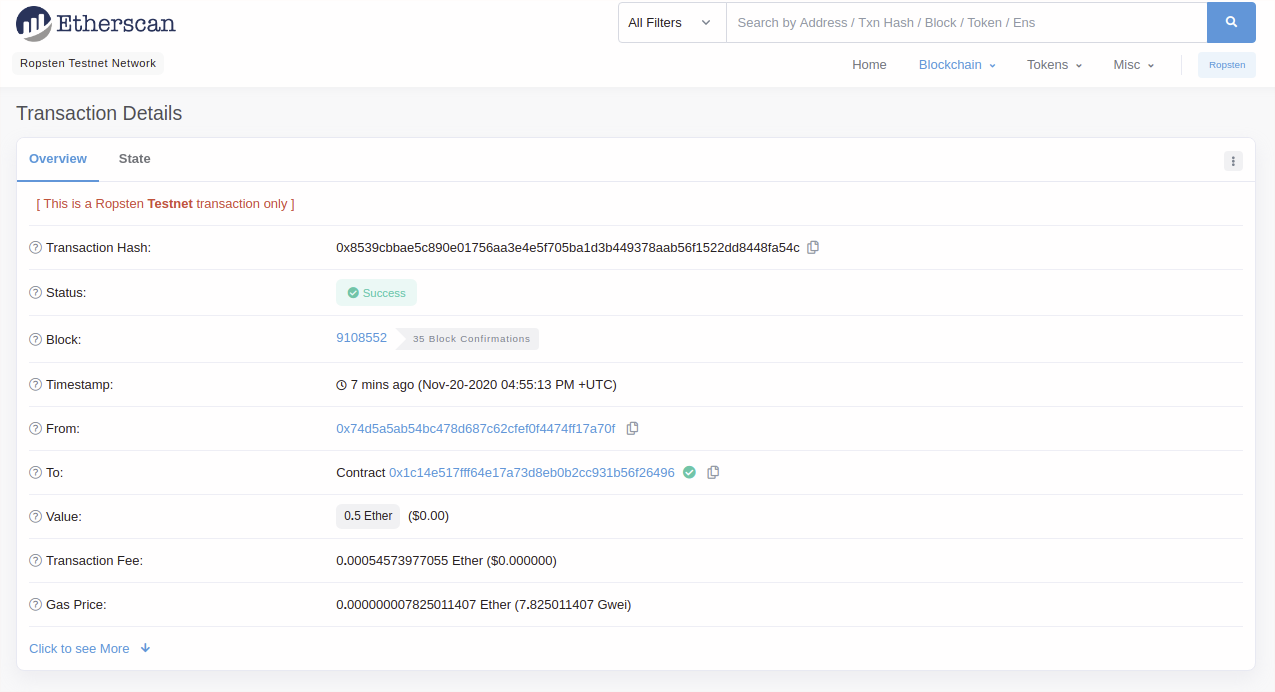 Etherscan
All Filters
Search by Address / Txn Hash / Block / Token / Ens
Ropsten Testnet Network
Home Blockchain Tokens Misc Ropsten
Transaction Details
Overview State
[ This is a Ropsten Testnet transaction only ]
Transaction Hash: 0x8539cbbae5c890e01756aa3e4e5f705ba1d3b449378aab56f1522dd8448fa54c
Status: Success
Block: 9108552 35 Block Confirmations
Timestamp: 7 mins ago (Nov-20-2020 04:55:13 PM +UTC)
From: 0x74d5a5ab54bc478d687c62cfef0f4474ff17a70f
To: Contract 0x1c14e517fff64e17a73d8eb0b2cc931b56f26496
Value: 0.5 Ether ($0.00)
Transaction Fee: 0.00054573977055 Ether ($0.000000)
Gas Price: 0.000000007825011407 Ether (7.825011407 Gwei)
Click to see More